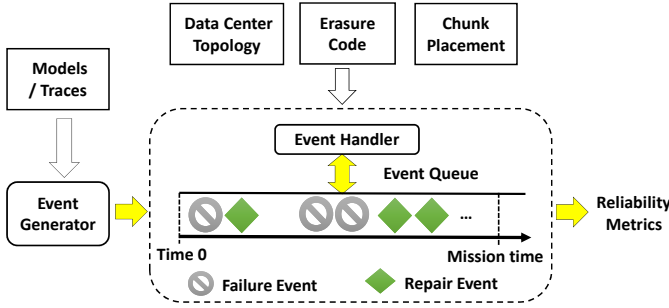 Data Center
Topology
Erasure
Code
Chunk
Placement
Models
/ Traces
Event Handler
Event Queue
Event
Generator
...
Reliability
Metrics
Time 0
Mission time
Failure Event
Repair Event